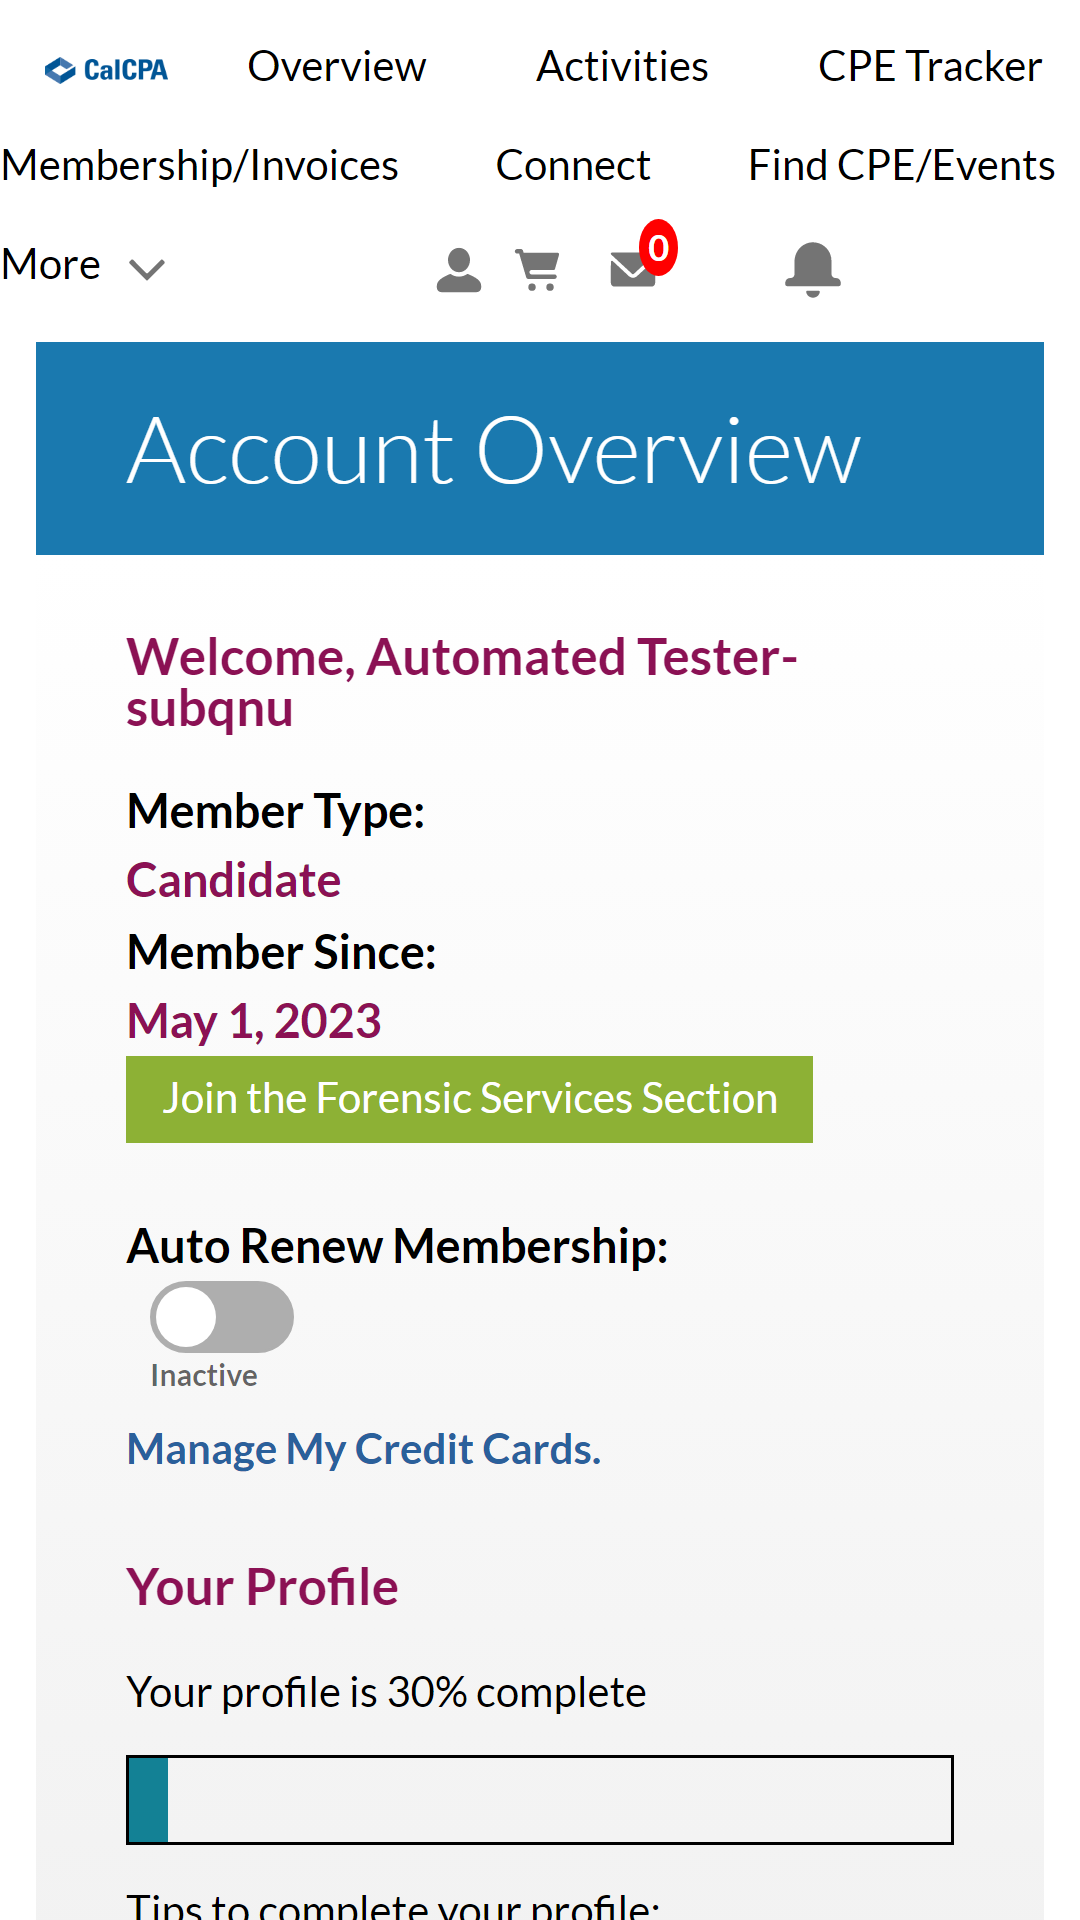 CalCPA Overview Activities CPE Tracker
Membership/Invoices Connect Find CPE/Events
More 0
Account Overview
Welcome, Automated Tester-
subqnu
Member Type:
Candidate
Member Since:
May 1, 2023
Join the Forensic Services Section
Auto Renew Membership:
Inactive
Manage My Credit Cards.
Your Profile
Your profile is 30% complete
Tips to complete your profile: